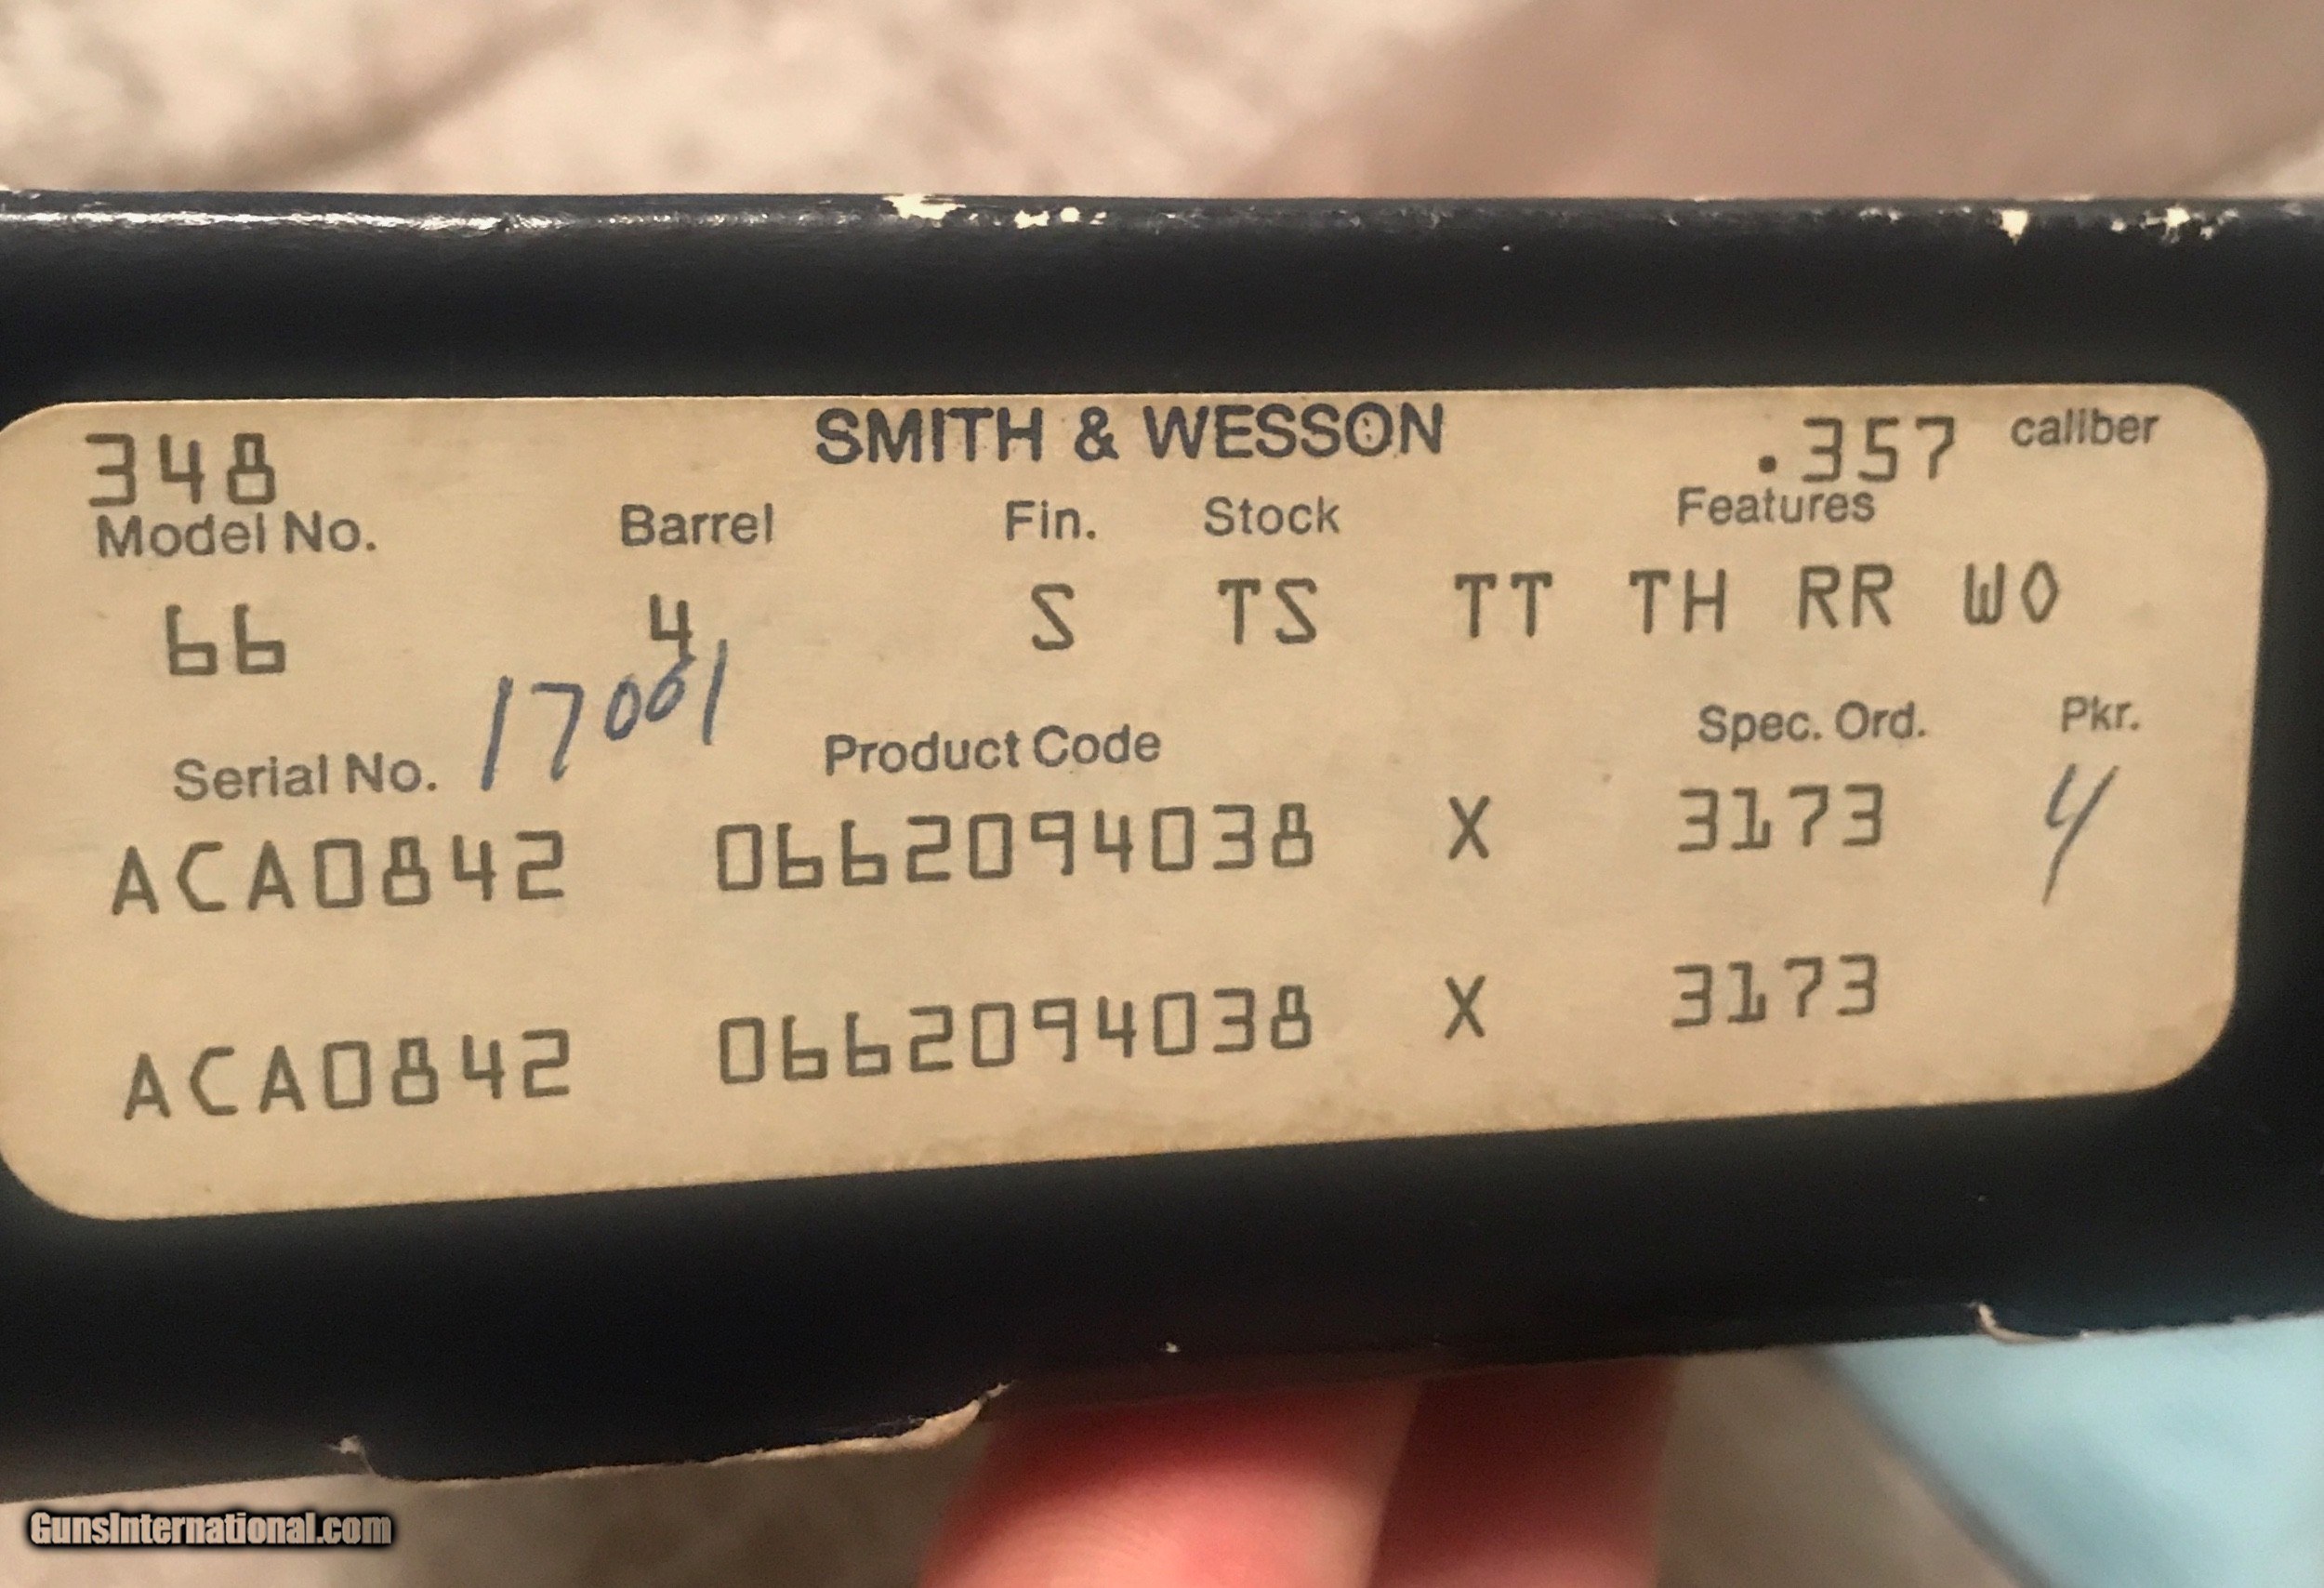 SMITH & WESSON
348 .357 caliber
Model No. Barrel Fin. Stock Features
66 4 S TS TT TH RR WO
17001
Serial No. Product Code Spec. Ord. Pkr.
ACA0842 0662094038 X 3173 4
ACA0842 0662094038 X 3173
GunsInternational.com